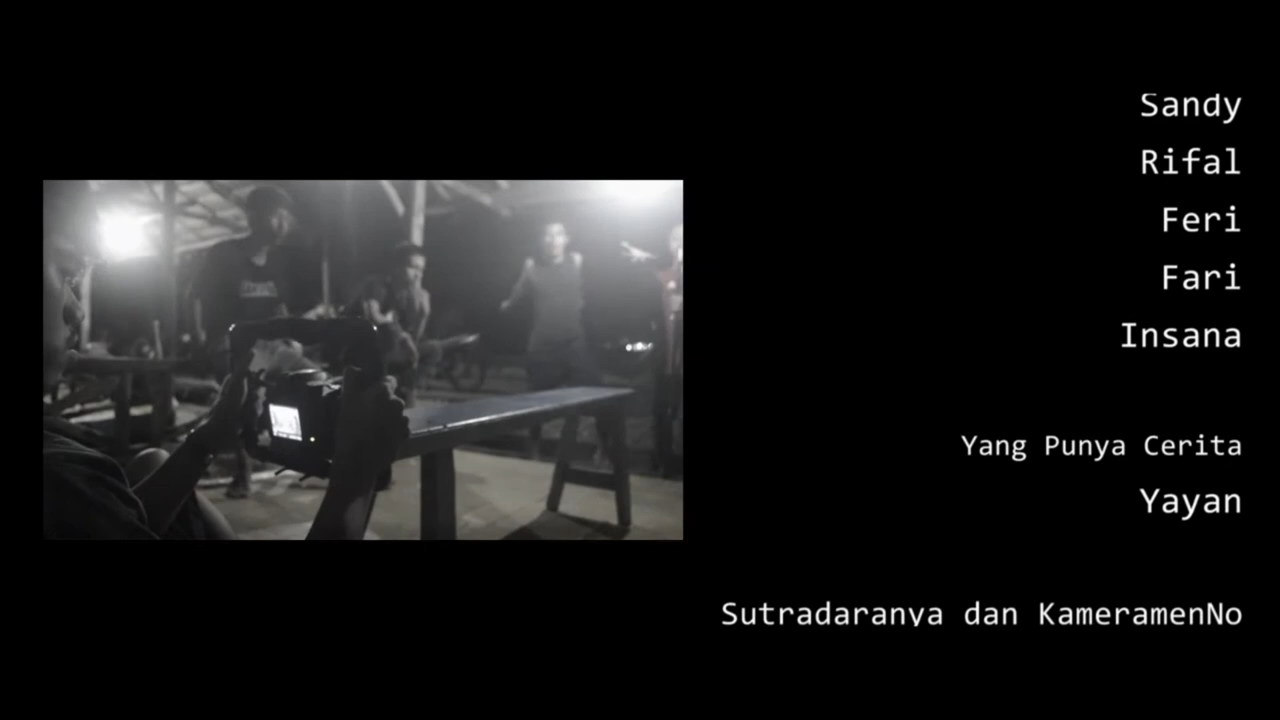 Sandy
Rifal
Feri
Fari
Insana
Yang Punya Cerita
Yayan
Sutradaranya dan KameramenNo